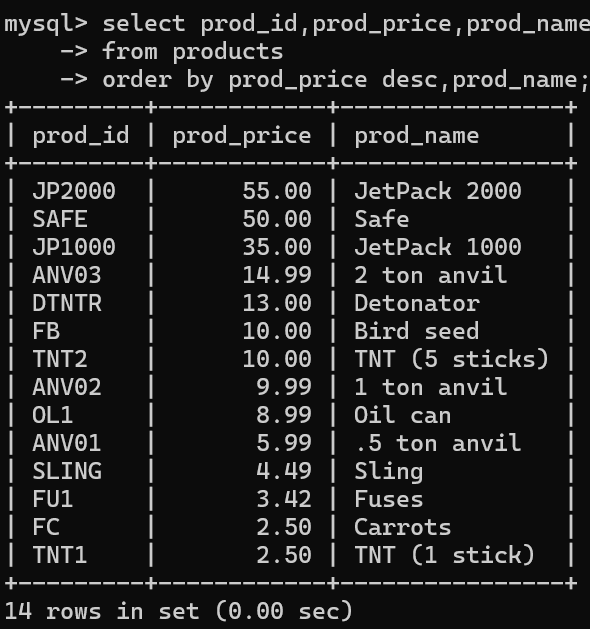 mysql> select prod_id,prod_price,prod_name
    -> from products
    -> order by prod_price desc,prod_name;
+---------+------------+----------------+
| prod_id | prod_price | prod_name      |
+---------+------------+----------------+
| JP2000  |      55.00 | JetPack 2000   |
| SAFE    |      50.00 | Safe           |
| JP1000  |      35.00 | JetPack 1000   |
| ANV03   |      14.99 | 2 ton anvil    |
| DTNTR   |      13.00 | Detonator      |
| FB      |      10.00 | Bird seed      |
| TNT2    |      10.00 | TNT (5 sticks) |
| ANV02   |       9.99 | 1 ton anvil    |
| OL1     |       8.99 | Oil can        |
| ANV01   |       5.99 | .5 ton anvil   |
| SLING   |       4.49 | Sling          |
| FU1     |       3.42 | Fuses          |
| FC      |       2.50 | Carrots        |
| TNT1    |       2.50 | TNT (1 stick)  |
+---------+------------+----------------+
14 rows in set (0.00 sec)